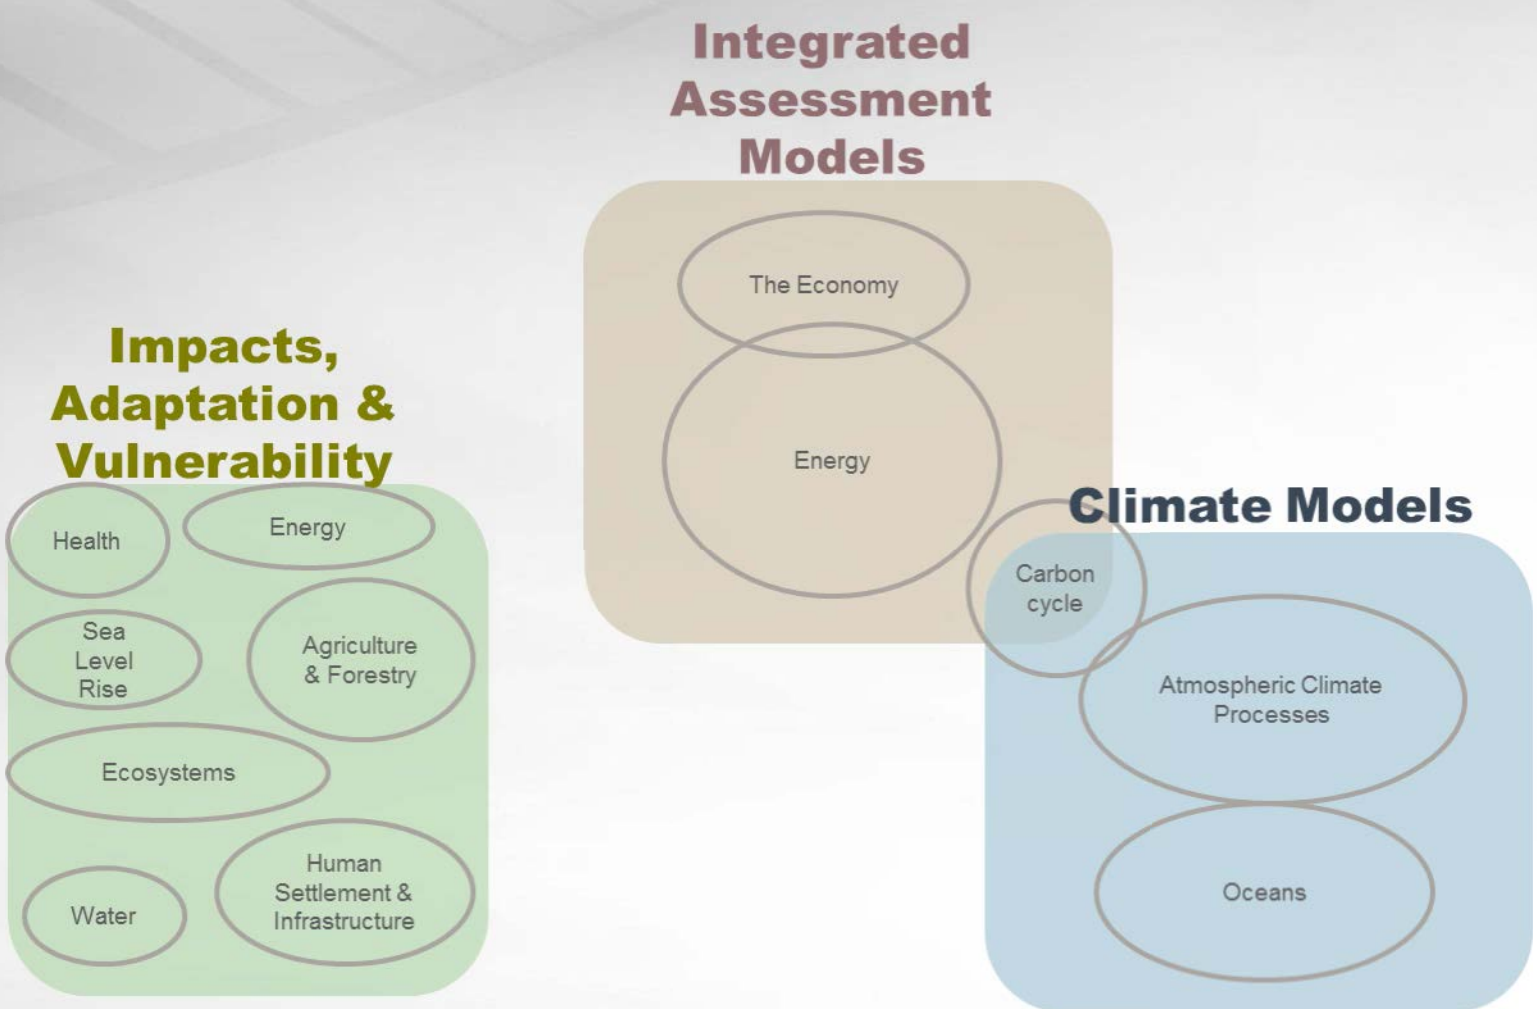 Integrated
Assessment
Models
The Economy
Energy
Impacts,
Adaptation &
Vulnerability
Health
Energy
Sea
Level
Rise
Agriculture
& Forestry
Ecosystems
Water
Human
Settlement &
Infrastructure
Climate Models
Carbon
cycle
Atmospheric Climate
Processes
Oceans